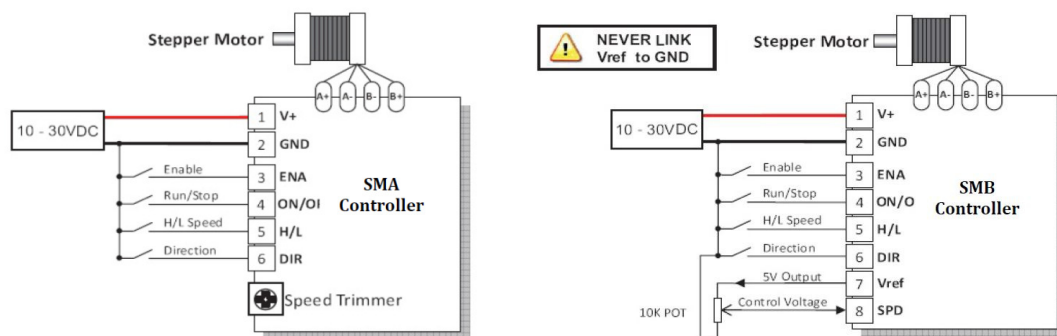 Stepper Motor
A+ A- B- B+
10 - 30VDC
1 V+
2 GND
Enable 3 ENA
Run/Stop 4 ON/OI
H/L Speed 5 H/L
Direction 6 DIR
SMA
Controller
Speed Trimmer
NEVER LINK
Vref to GND
Stepper Motor
A+ A- B- B+
10 - 30VDC
1 V+
2 GND
Enable 3 ENA
Run/Stop 4 ON/O
H/L Speed 5 H/L
Direction 6 DIR
5V Output 7 Vref
10K POT Control Voltage 8 SPD
SMB
Controller